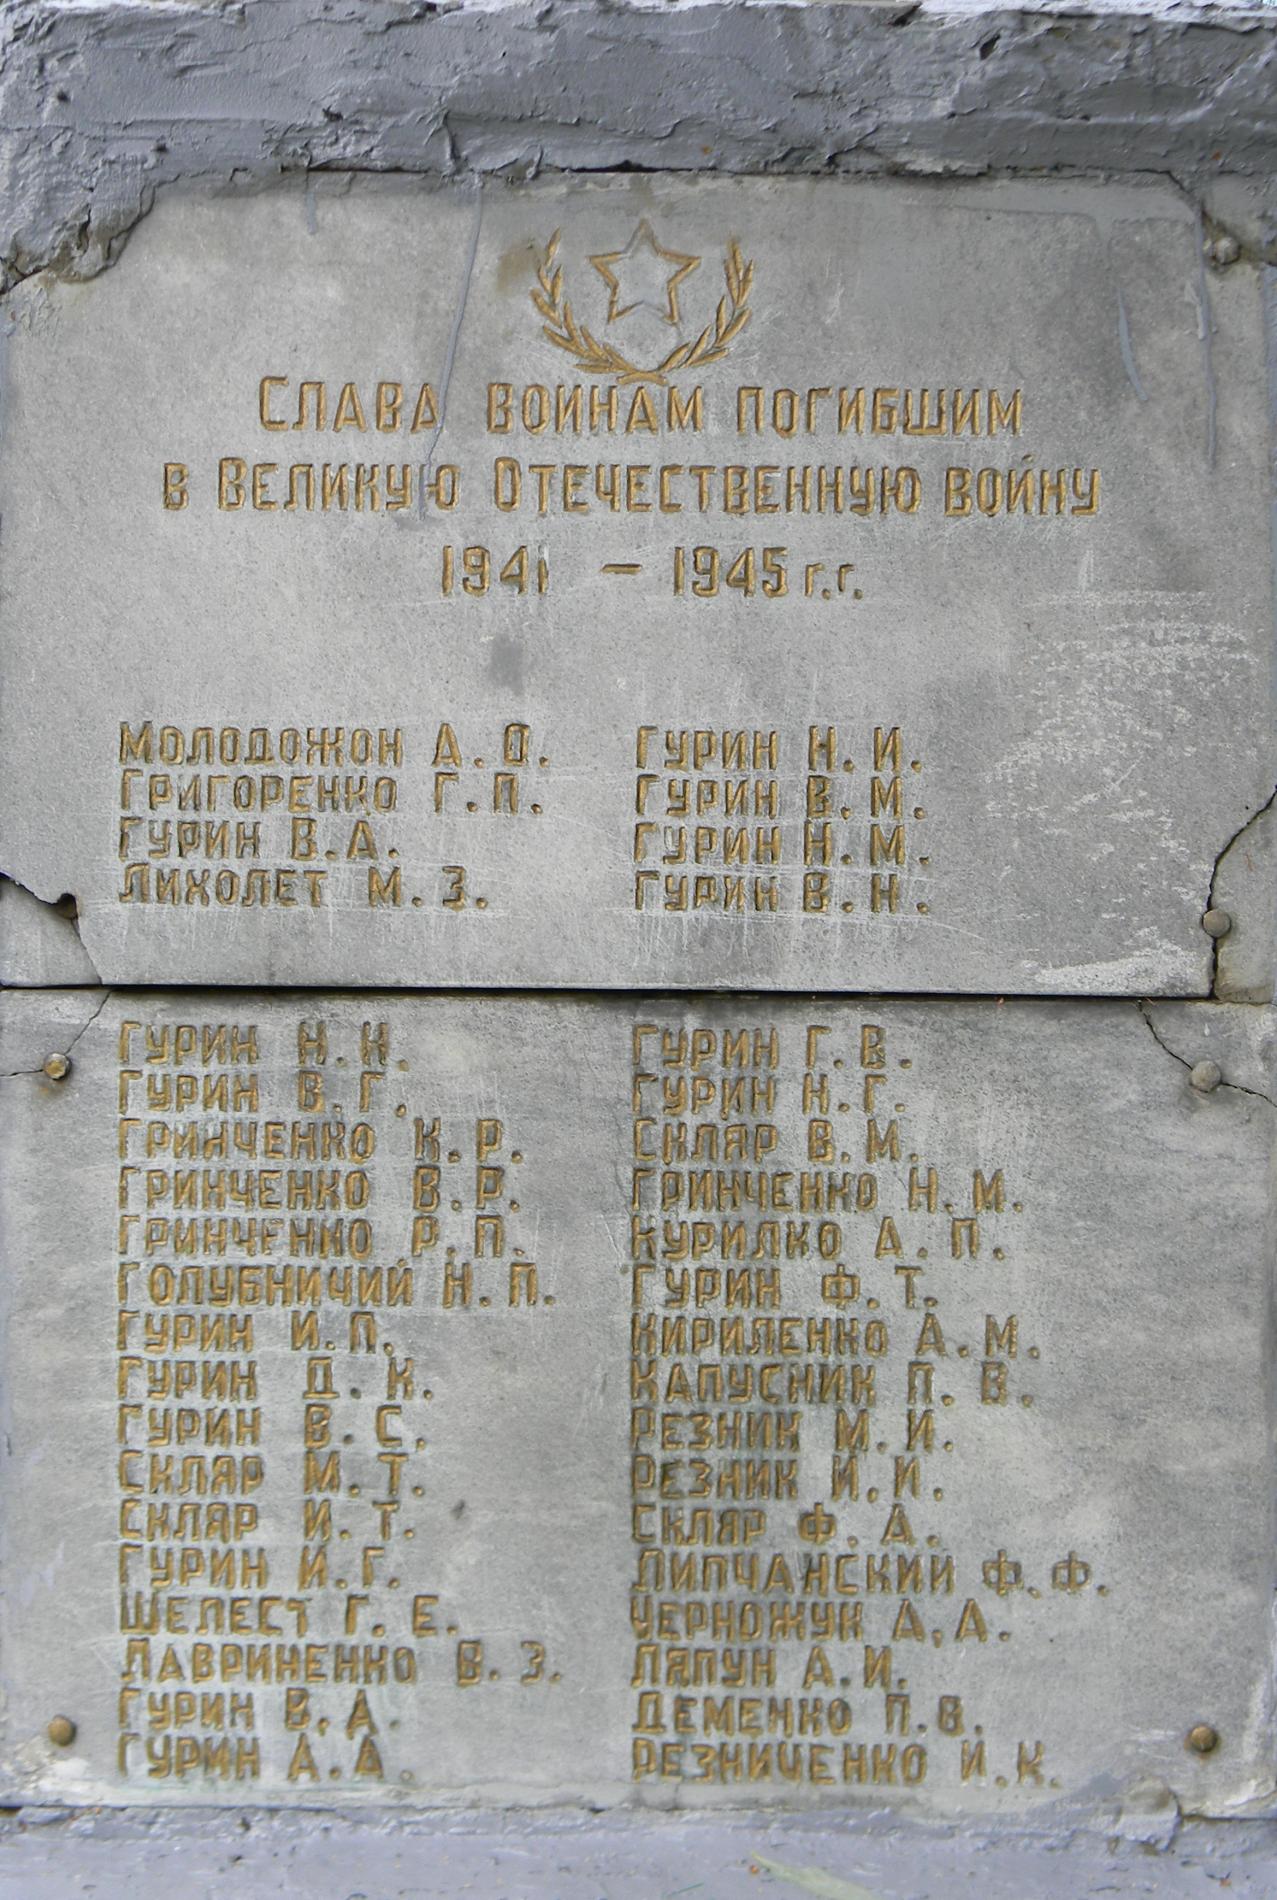 Слава воинам погибшим
в Великую Отечественную войну
1941 – 1945 г.г.
Молодожон А. О.
Григоренко Г. П.
Гурин В. А.
Лихолет М. З.
Гурин Н. И.
Гурин В. М.
Гурин Н. М.
Гурин В. Н.
Гурин Н. К.
Гурин В. Г.
Гринченко К. Р.
Гринченко В. Р.
Гринченко Р. П.
Голубничий Н. П.
Гурин И. П.
Гурин Д. К.
Гурин В. С.
Скляр М. Т.
Скляр И. Т.
Гурин И. Г.
Шелест Г. Е.
Лавриненко В. З.
Гурин В. А.
Гурин А. А.
Гурин Г. В.
Гурин Н. Г.
Скляр В. М.
Гринченко Н. М.
Курилко А. П.
Гурин Ф. Т.
Кириленко А. М.
Капусник П. В.
Резник М. И.
Резник И. И.
Скляр Ф. А.
Липчанский Ф. Ф.
Черножук А. А.
Ляпун А. И.
Деменко П. В.
Резниченко И. К.